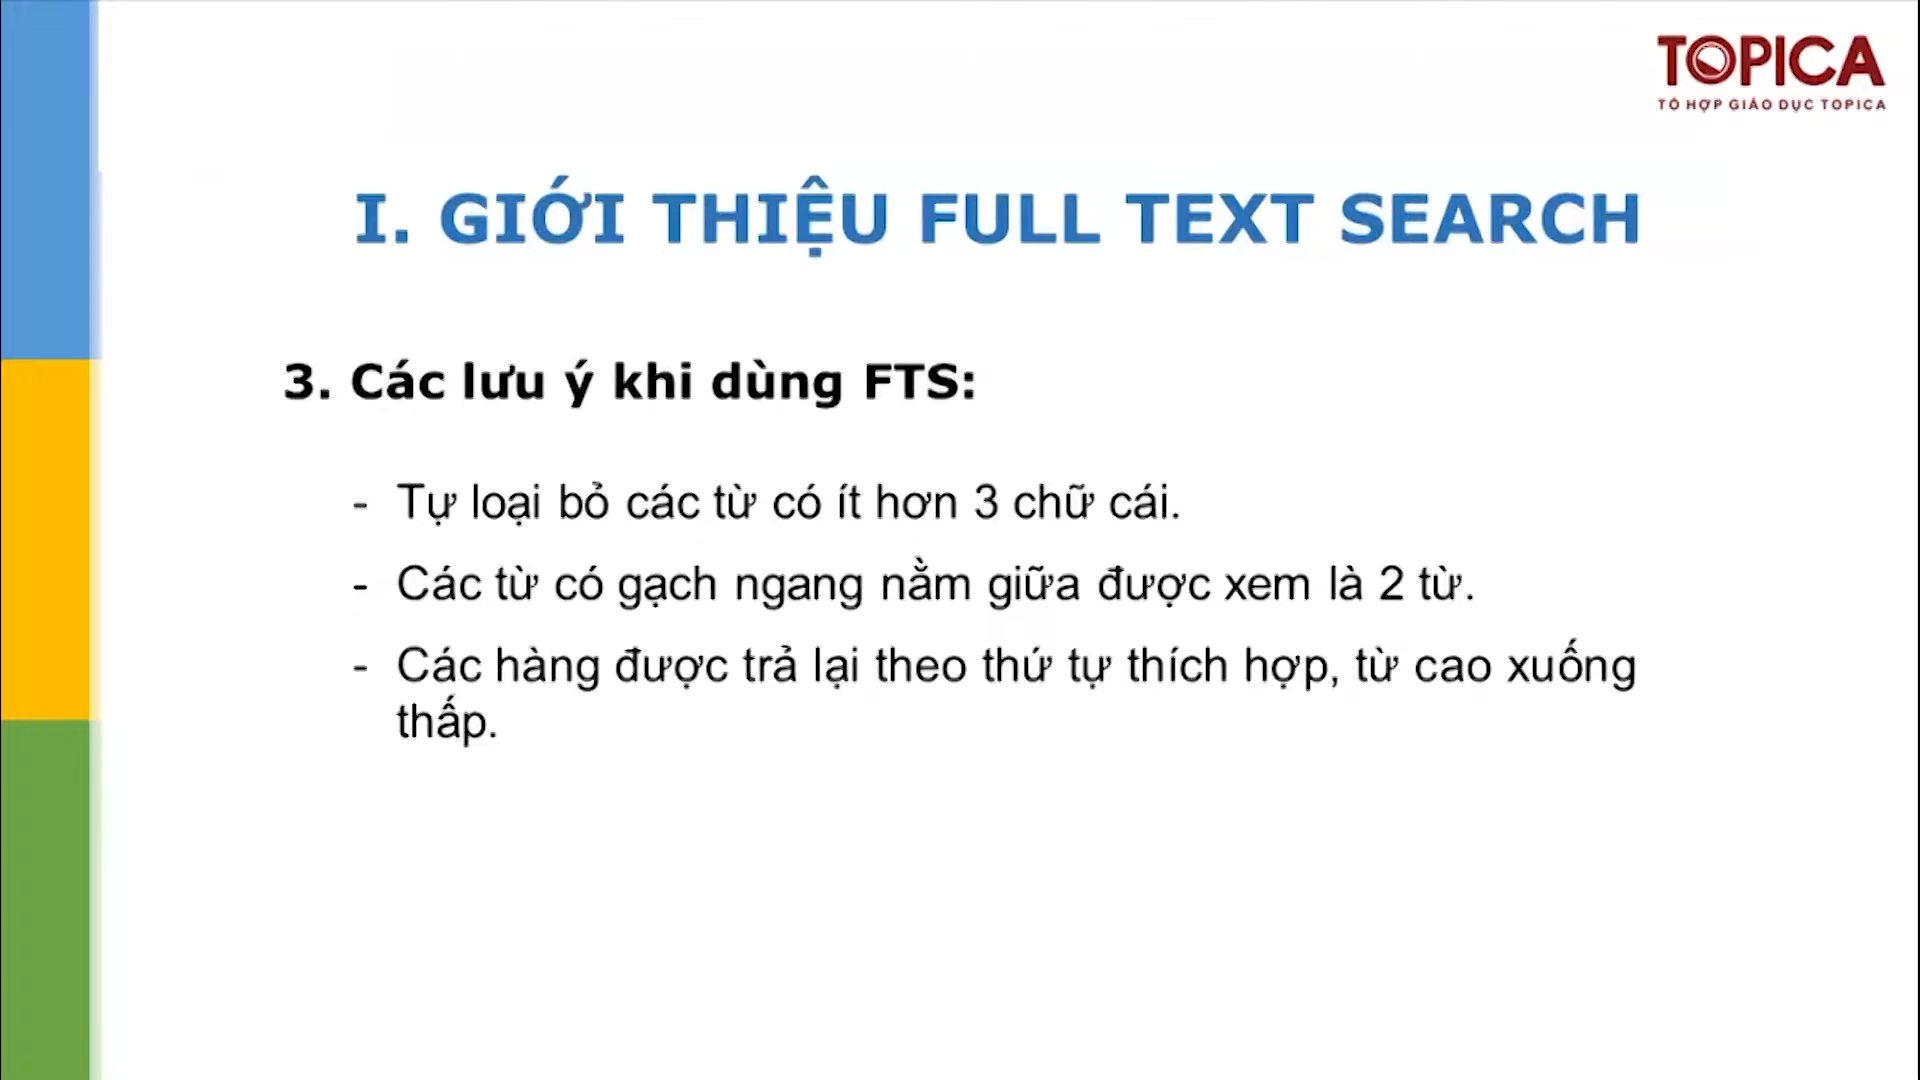 TOPICA
TỔ HỢP GIÁO DỤC TOPICA
I. GIỚI THIỆU FULL TEXT SEARCH
3. Các lưu ý khi dùng FTS:
- Tự loại bỏ các từ có ít hơn 3 chữ cái.
- Các từ có gạch ngang nằm giữa được xem là 2 từ.
- Các hàng được trả lại theo thứ tự thích hợp, từ cao xuống
thấp.